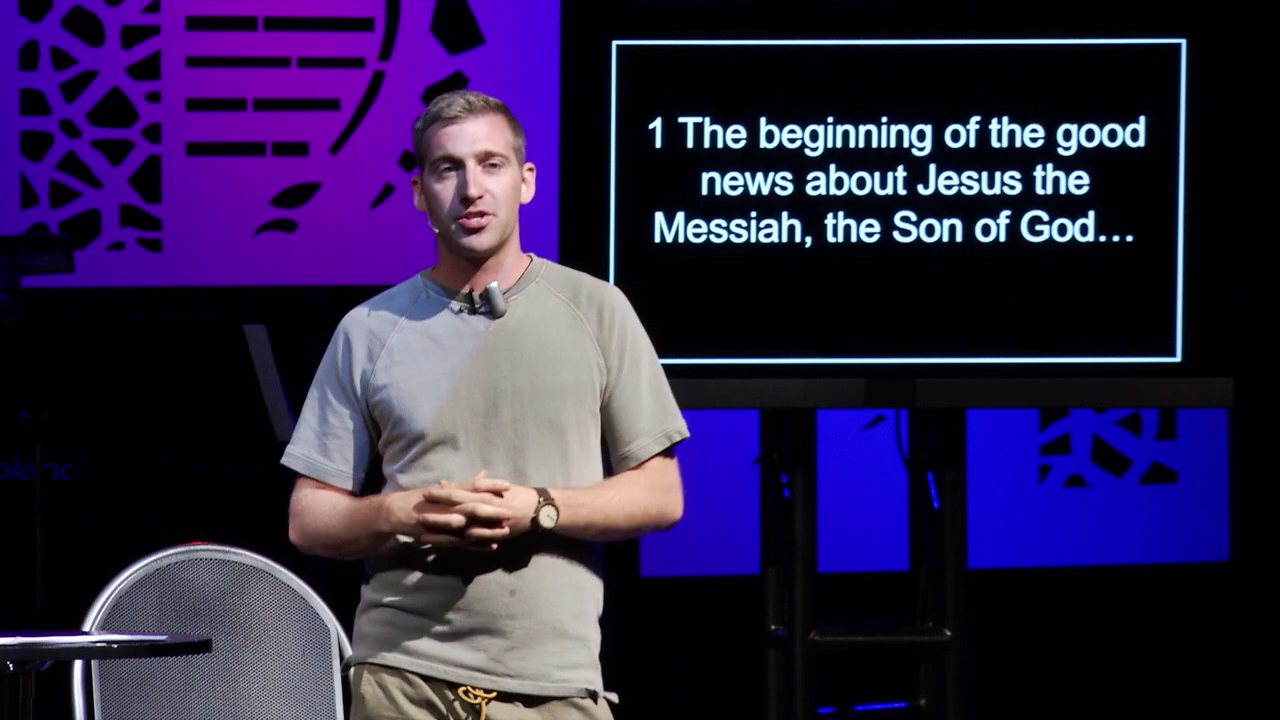 1 The beginning of the good
news about Jesus the
Messiah, the Son of God…